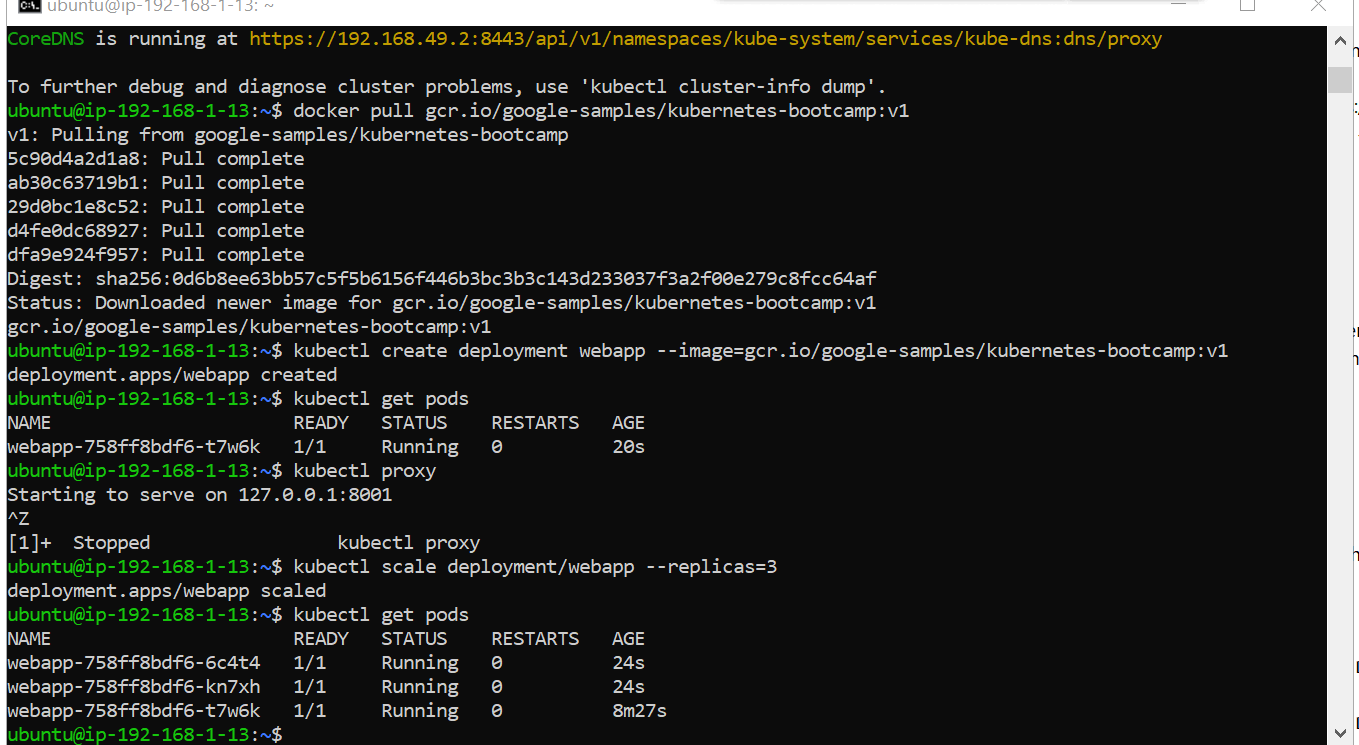 ubuntu@ip-192-168-1-13: ~
CoreDNS is running at https://192.168.49.2:8443/api/v1/namespaces/kube-system/services/kube-dns:dns/proxy
To further debug and diagnose cluster problems, use 'kubectl cluster-info dump'.
ubuntu@ip-192-168-1-13:~$ docker pull gcr.io/google-samples/kubernetes-bootcamp:v1
v1: Pulling from google-samples/kubernetes-bootcamp
5c90d4a2d1a8: Pull complete
ab30c63719b1: Pull complete
29d0bc1e8c52: Pull complete
d4fe0dc68927: Pull complete
dfa9e924f957: Pull complete
Digest: sha256:0d6b8ee63bb57c5f5b6156f446b3bc3b3c143d233037f3a2f00e279c8fcc64af
Status: Downloaded newer image for gcr.io/google-samples/kubernetes-bootcamp:v1
gcr.io/google-samples/kubernetes-bootcamp:v1
ubuntu@ip-192-168-1-13:~$ kubectl create deployment webapp --image=gcr.io/google-samples/kubernetes-bootcamp:v1
deployment.apps/webapp created
ubuntu@ip-192-168-1-13:~$ kubectl get pods
NAME READY STATUS RESTARTS AGE
webapp-758ff8bdf6-t7w6k 1/1 Running 0 20s
ubuntu@ip-192-168-1-13:~$ kubectl proxy
Starting to serve on 127.0.0.1:8001
^Z
[1]+ Stopped kubectl proxy
ubuntu@ip-192-168-1-13:~$ kubectl scale deployment/webapp --replicas=3
deployment.apps/webapp scaled
ubuntu@ip-192-168-1-13:~$ kubectl get pods
NAME READY STATUS RESTARTS AGE
webapp-758ff8bdf6-6c4t4 1/1 Running 0 24s
webapp-758ff8bdf6-kn7xh 1/1 Running 0 24s
webapp-758ff8bdf6-t7w6k 1/1 Running 0 8m27s
ubuntu@ip-192-168-1-13:~$